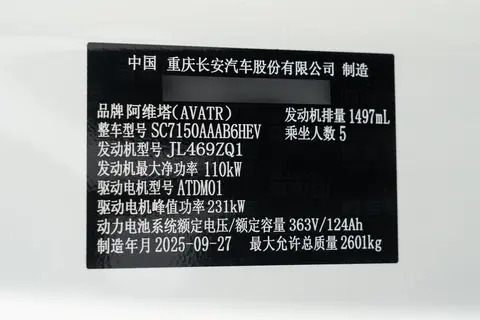 中国 重庆长安汽车股份有限公司 制造
品牌 阿维塔(AVATR) 发动机排量 1497mL
整车型号 SC7150AAAB6HEV 乘坐人数 5
发动机型号 JL469ZQ1
发动机最大净功率 110kW
驱动电机型号 ATDM01
驱动电机峰值功率 231kW
动力电池系统额定电压/额定容量 363V/124Ah
制造年月 2025-09-27 最大允许总质量 2601kg